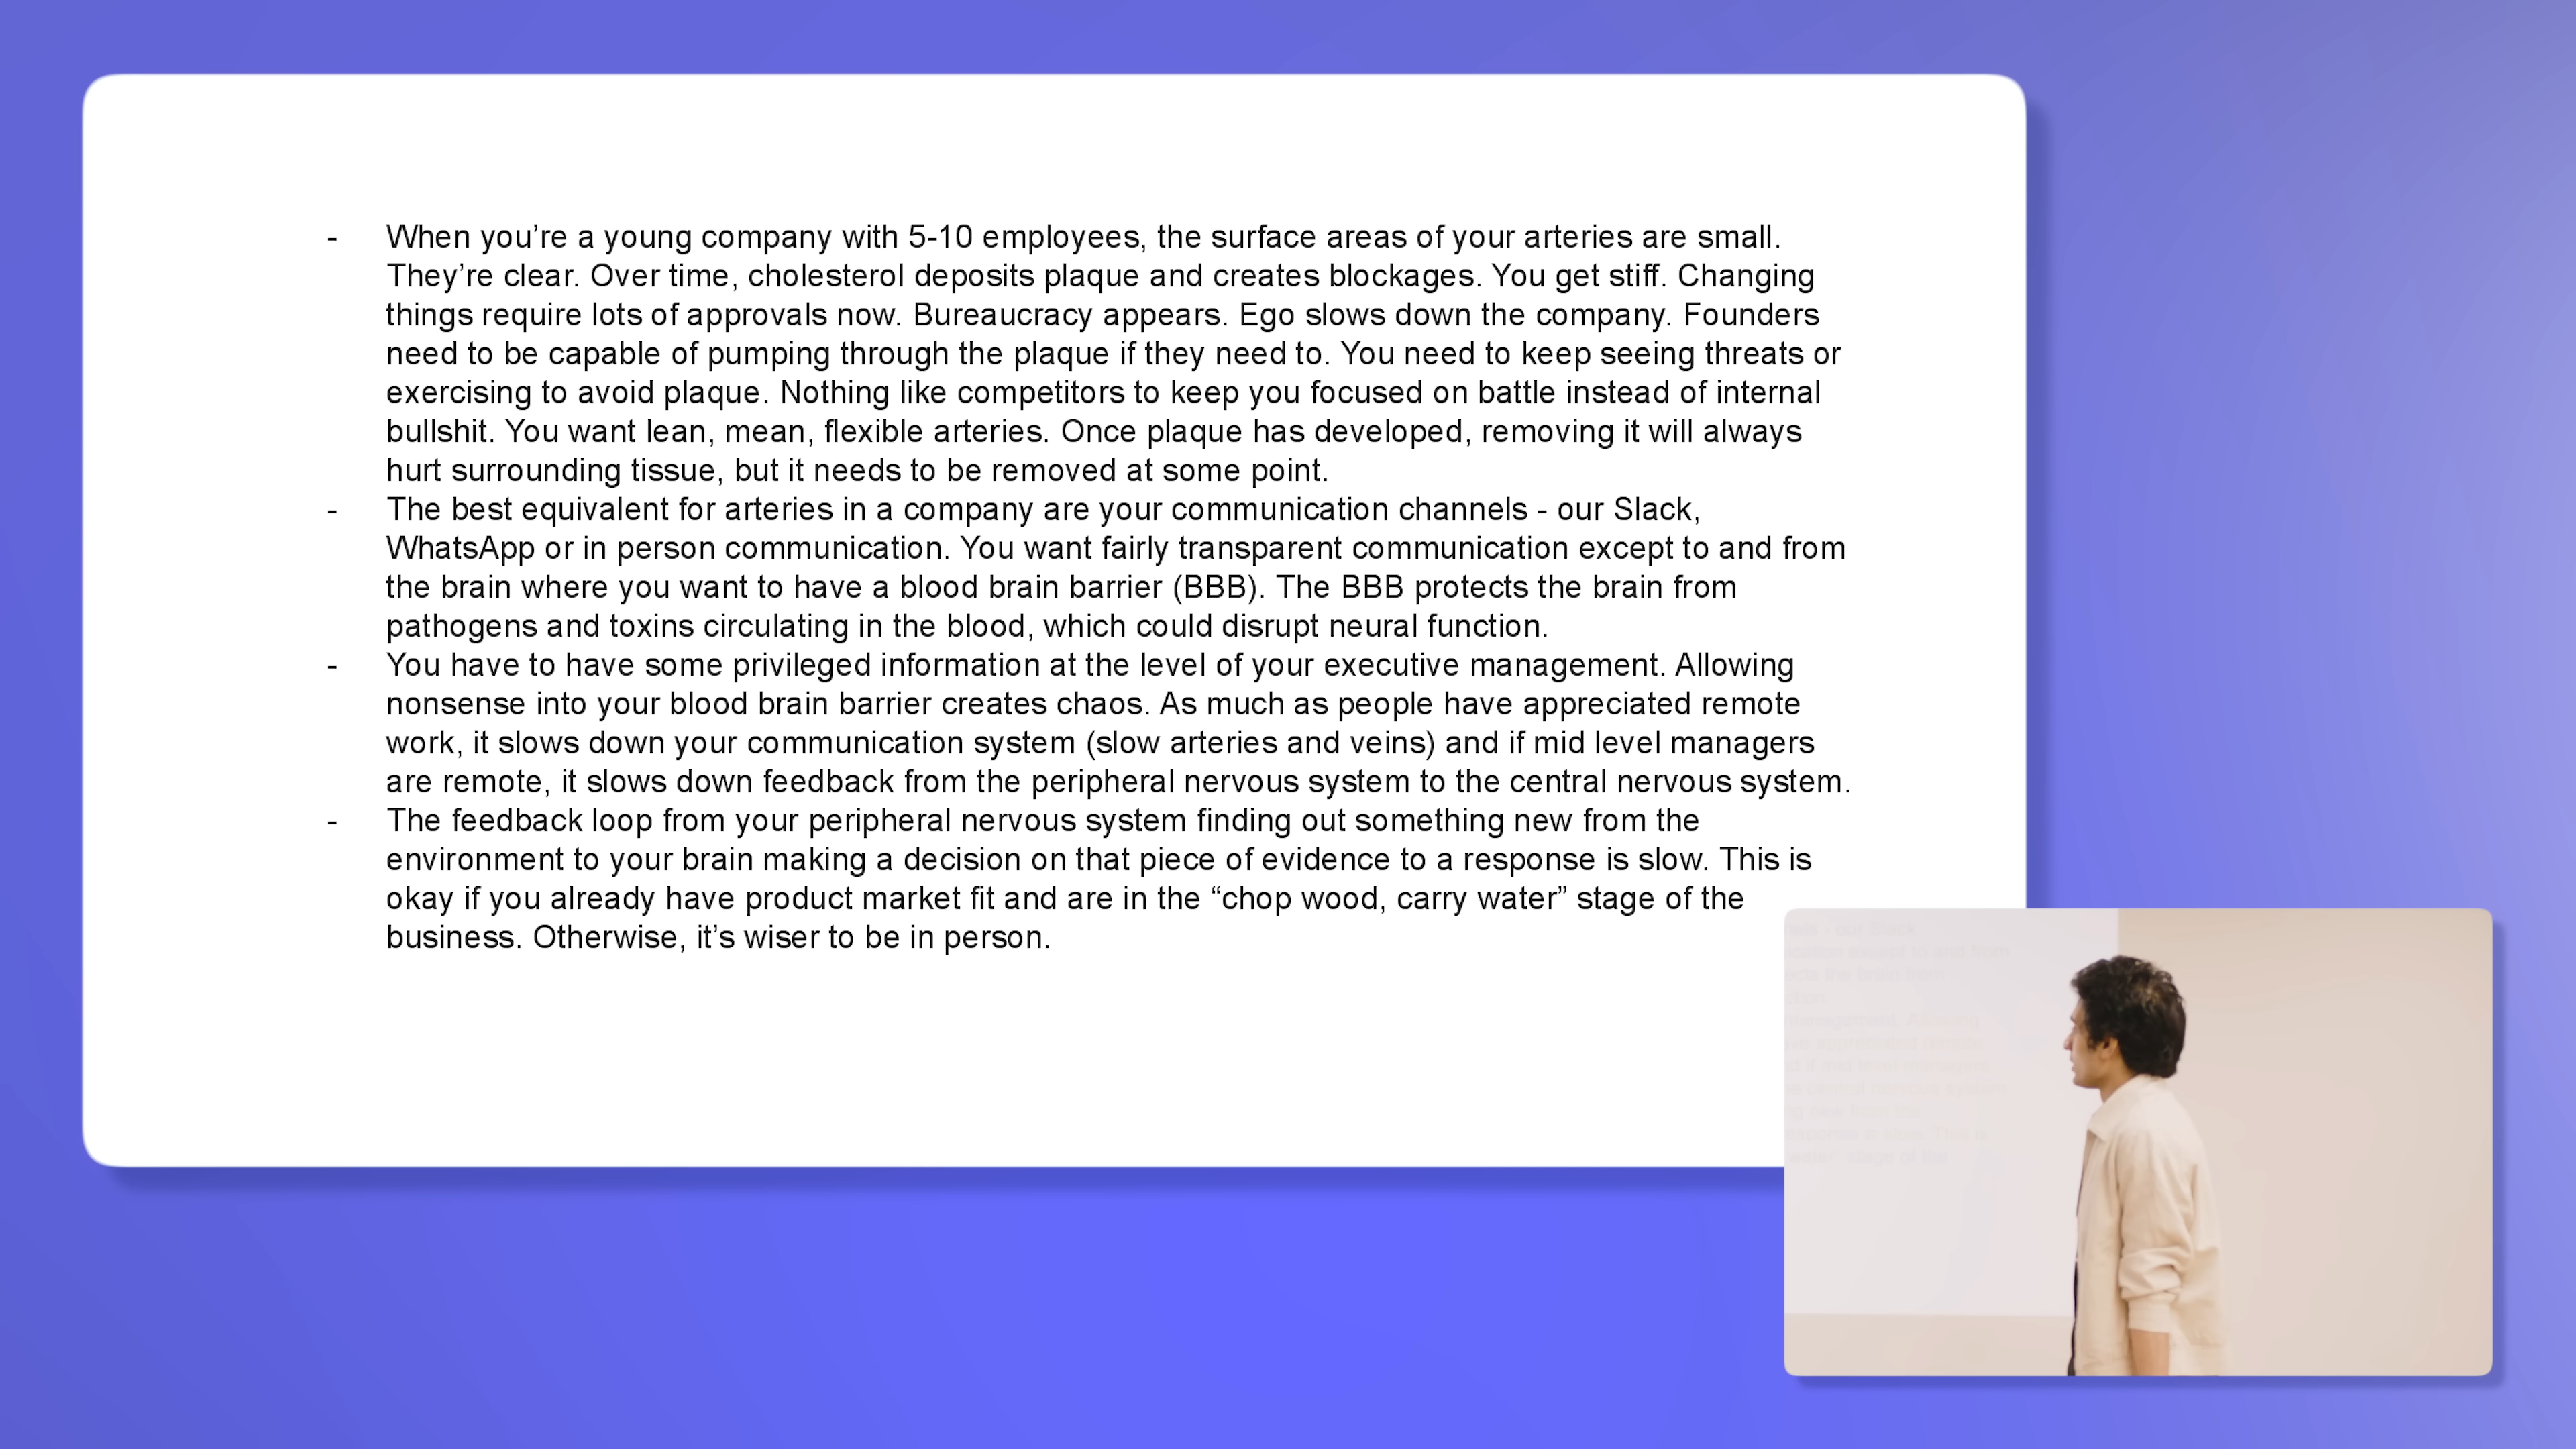 - When you’re a young company with 5-10 employees, the surface areas of your arteries are small.
They’re clear. Over time, cholesterol deposits plaque and creates blockages. You get stiff. Changing
things require lots of approvals now. Bureaucracy appears. Ego slows down the company. Founders
need to be capable of pumping through the plaque if they need to. You need to keep seeing threats or
exercising to avoid plaque. Nothing like competitors to keep you focused on battle instead of internal
bullshit. You want lean, mean, flexible arteries. Once plaque has developed, removing it will always
hurt surrounding tissue, but it needs to be removed at some point.
- The best equivalent for arteries in a company are your communication channels - our Slack,
WhatsApp or in person communication. You want fairly transparent communication except to and from
the brain where you want to have a blood brain barrier (BBB). The BBB protects the brain from
pathogens and toxins circulating in the blood, which could disrupt neural function.
- You have to have some privileged information at the level of your executive management. Allowing
nonsense into your blood brain barrier creates chaos. As much as people have appreciated remote
work, it slows down your communication system (slow arteries and veins) and if mid level managers
are remote, it slows down feedback from the peripheral nervous system to the central nervous system.
- The feedback loop from your peripheral nervous system finding out something new from the
environment to your brain making a decision on that piece of evidence to a response is slow. This is
okay if you already have product market fit and are in the “chop wood, carry water” stage of the
business. Otherwise, it’s wiser to be in person.